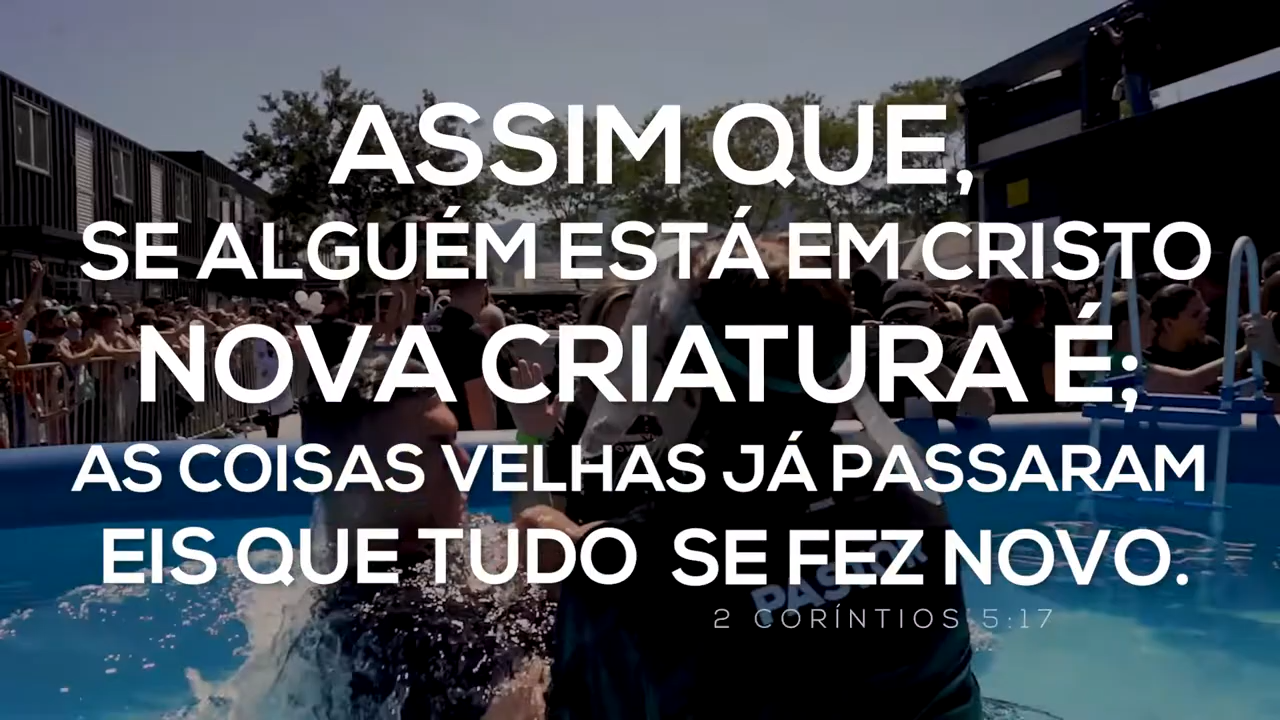 ASSIM QUE,
SE ALGUÉM ESTÁ EM CRISTO
NOVA CRIATURA É;
AS COISAS VELHAS JÁ PASSARAM
EIS QUE TUDO SE FEZ NOVO.
PASTOR
2 CORÍNTIOS 5:17